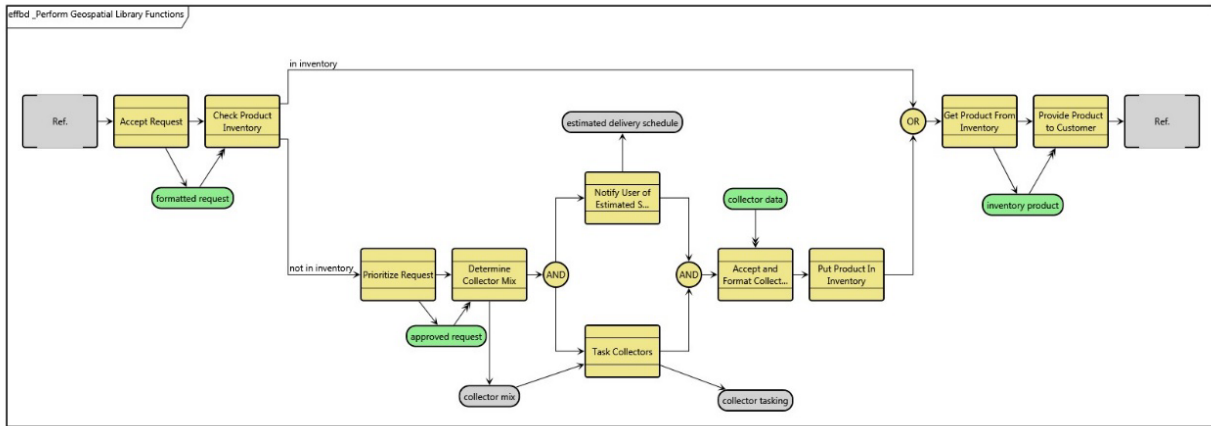 effbd _Perform Geospatial Library Functions
in inventory
Ref.
Accept Request
Check Product
Inventory
formatted request
estimated delivery schedule
OR
Get Product From
Inventory
Provide Product
to Customer
Ref.
inventory product
Notify User of
Estimated S...
collector data
not in inventory
Prioritize Request
Determine
Collector Mix
AND
AND
Accept and
Format Collect...
Put Product In
Inventory
approved request
Task Collectors
collector mix
collector tasking